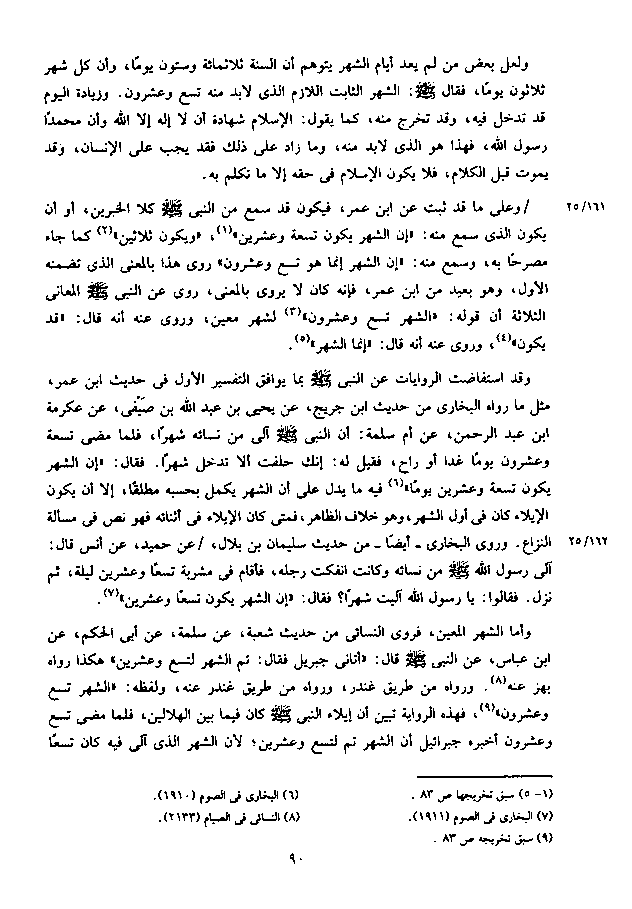 ولعل بعض من لم يعد أيام الشهر يتوهم أن السنة ثلاثمائة وستون يومًا، وأن كل شهر
ثلاثون يومًا، فقال ﷺ: الشهر الثابت اللازم الذى لابد منه تسع وعشرون. وزيادة اليوم
قد تدخل فيه، وقد تخرج منه، كما يقول: الإسلام شهادة أن لا إله إلا الله وأن محمدًا
رسول الله، فهذا هو الذى لابد منه، وما زاد على ذلك فقد يجب على الإنسان، وقد
يموت قبل الكلام، فلا يكون الإسلام فى حقه إلا ما تكلم به.
٢٥/١٦١ / وعلى ما قد ثبت عن ابن عمر، فيكون قد سمع من النبى ﷺ كلا الخبرين، أو أن
يكون الذى سمع منه: «إن الشهر يكون تسعة وعشرين»(١)، «ويكون ثلاثين»(٢) كما جاء
مصرحًا به، وسمع منه: «إن الشهر إنما هو تسع وعشرون» روى هذا بالمعنى الذى تضمنه
الأول، وهو بعيد من ابن عمر، فإنه كان لا يروى بالمعنى، روى عن النبى ﷺ المعانى
الثلاثة أن قوله: «الشهر تسع وعشرون»(٣) لشهر معين، وروى عنه أنه قال: «قد
يكون»(٤)، وروى عنه أنه قال: «إنما الشهر»(٥).
وقد استفاضت الروايات عن النبى ﷺ بما يوافق التفسير الأول فى حديث ابن عمر،
مثل ما رواه البخارى من حديث ابن جريج، عن يحيى بن عبد الله بن صَيْفى، عن عكرمة
ابن عبد الرحمن، عن أم سلمة: أن النبى ﷺ آلى من نسائه شهرًا، فلما مضى تسعة
وعشرون يومًا غدا أو راح، فقيل له: إنك حلفت ألا تدخل شهرًا. فقال: «إن الشهر
يكون تسعة وعشرين يومًا»(٦) فيه ما يدل على أن الشهر يكمل بحسبه مطلقًا، إلا أن يكون
الإيلاء كان فى أول الشهر، وهو خلاف الظاهر، فمتى كان الإيلاء فى أثنائه فهو نص فى مسألة
٢٥/١٦٢ النزاع. وروى البخارى ـ أيضًا ـ من حديث سليمان بن بلال، / عن حميد، عن أنس قال:
آلى رسول الله ﷺ من نسائه وكانت انفكت رجله، فأقام فى مشربة تسعًا وعشرين ليلة، ثم
نزل. فقالوا: يا رسول الله آليت شهرًا؟ فقال: «إن الشهر يكون تسعًا وعشرين»(٧).
وأما الشهر المعين، فروى النسائى من حديث شعبة، عن سلمة، عن أبى الحكم، عن
ابن عباس، عن النبى ﷺ قال: «أتانى جبريل فقال: تم الشهر لتسع وعشرين» هكذا رواه
بهز عنه(٨). ورواه من طريق غندر، ورواه من طريق غندر عنه، ولفظه: «الشهر تسع
وعشرون»(٩)، فهذه الرواية تبين أن إيلاء النبى ﷺ كان فيما بين الهلالين، فلما مضى تسع
وعشرون أخبره جبرائيل أن الشهر تم لتسع وعشرين؛ لأن الشهر الذى آلى فيه كان تسعًا
(١- ٥) سبق تخريجها ص ٨٣ .
(٦) البخارى فى الصوم (١٩١٠).
(٧) البخارى فى الصوم (١٩١١).
(٨) النسائى فى الصيام (٢١٣٣).
(٩) سبق تخريجه ص ٨٣ .
٩٠